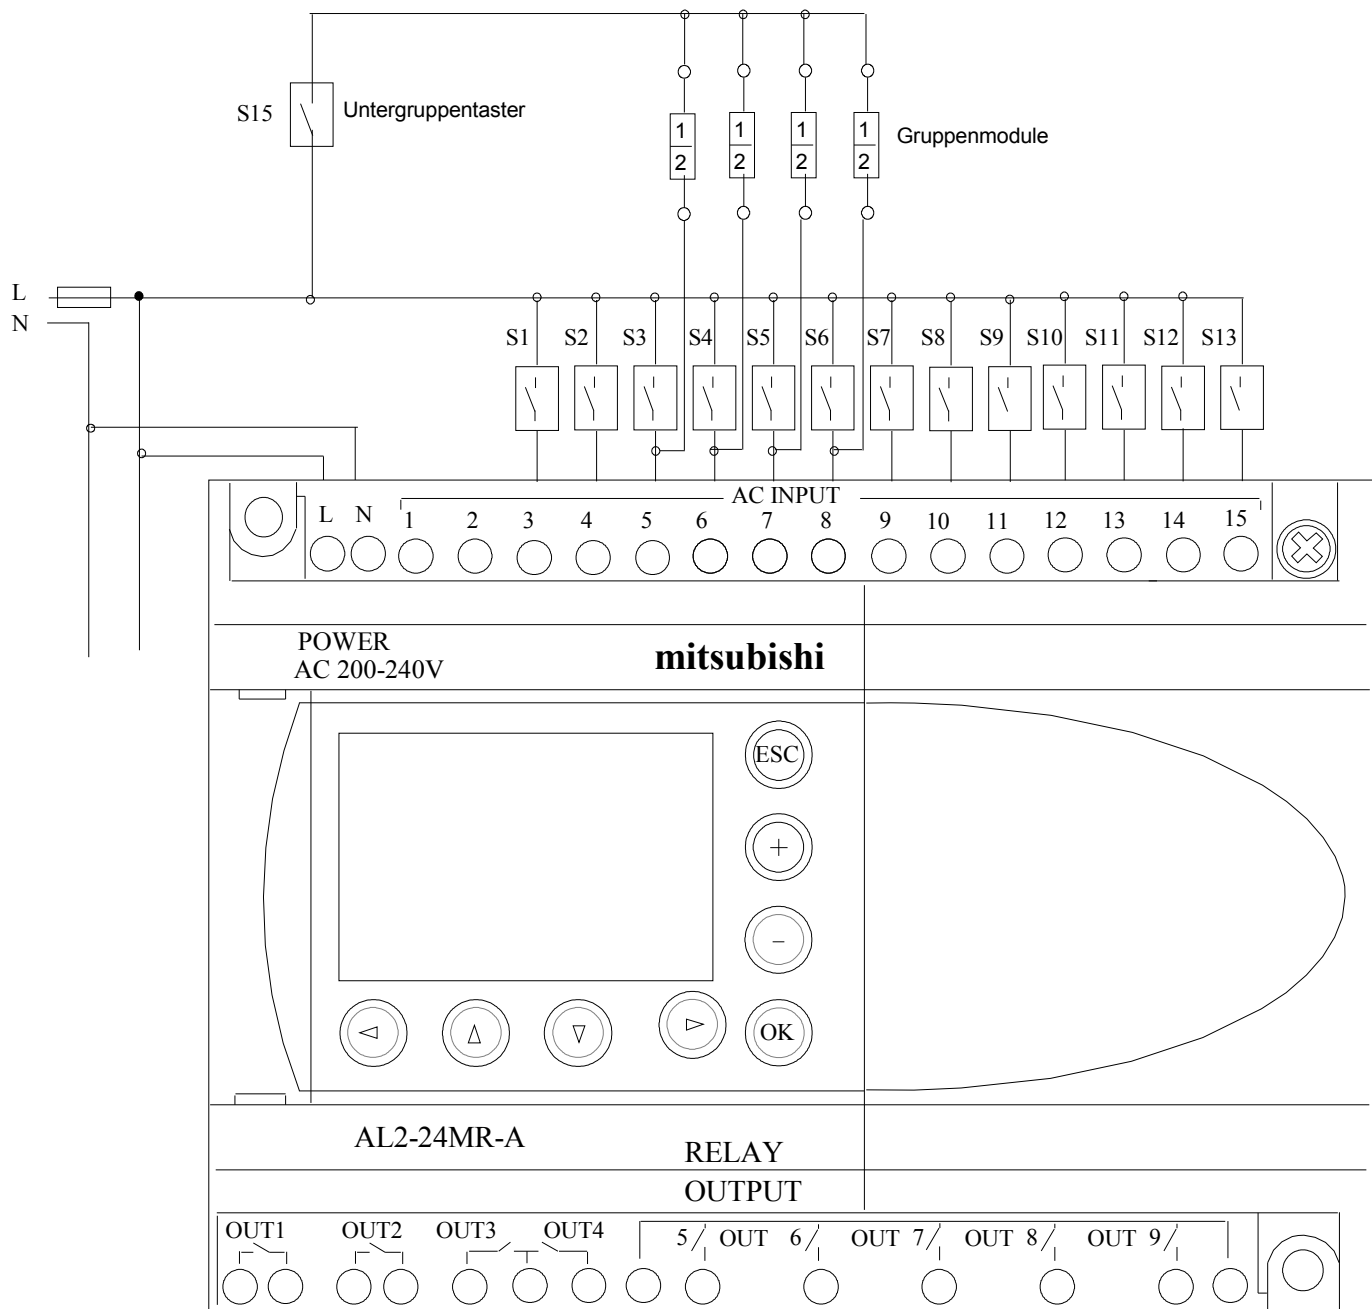 S15 Untergruppentaster
1 1 1 1
2 2 2 2
Gruppenmodule
L
N
S1 S2 S3 S4 S5 S6 S7 S8 S9 S10 S11 S12 S13
AC INPUT
L N 1 2 3 4 5 6 7 8 9 10 11 12 13 14 15
POWER
AC 200-240V
mitsubishi
ESC
+
-
OK
AL2-24MR-A
RELAY
OUTPUT
OUT1 OUT2 OUT3 OUT4 5 OUT 6 OUT 7 OUT 8 OUT 9